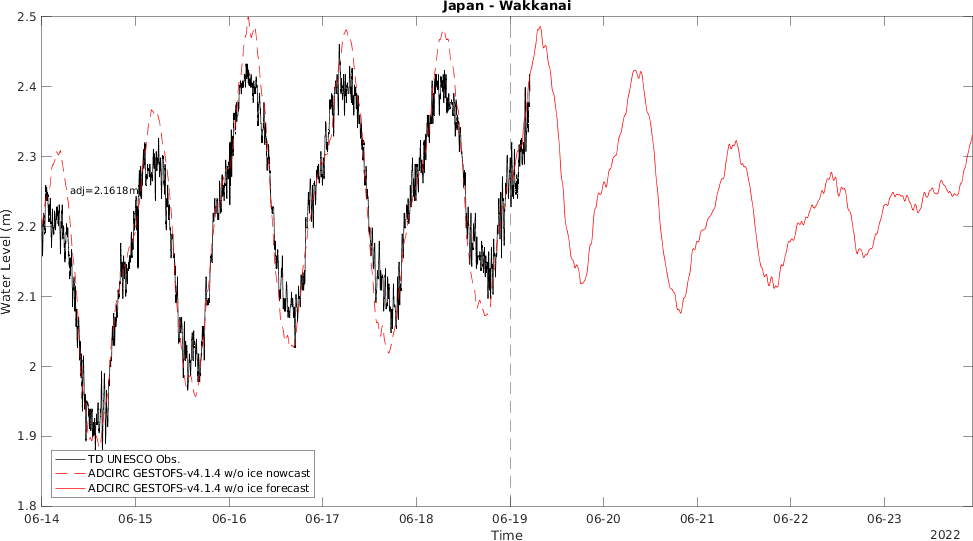 Japan - Wakkanai
2.5
2.4
2.3
2.2
2.1
2
1.9
1.8
Water Level (m)
adj=2.1618m
TD UNESCO Obs.
ADCIRC GESTOFS-v4.1.4 w/o ice nowcast
ADCIRC GESTOFS-v4.1.4 w/o ice forecast
06-14 06-15 06-16 06-17 06-18 06-19 06-20 06-21 06-22 06-23
Time
2022